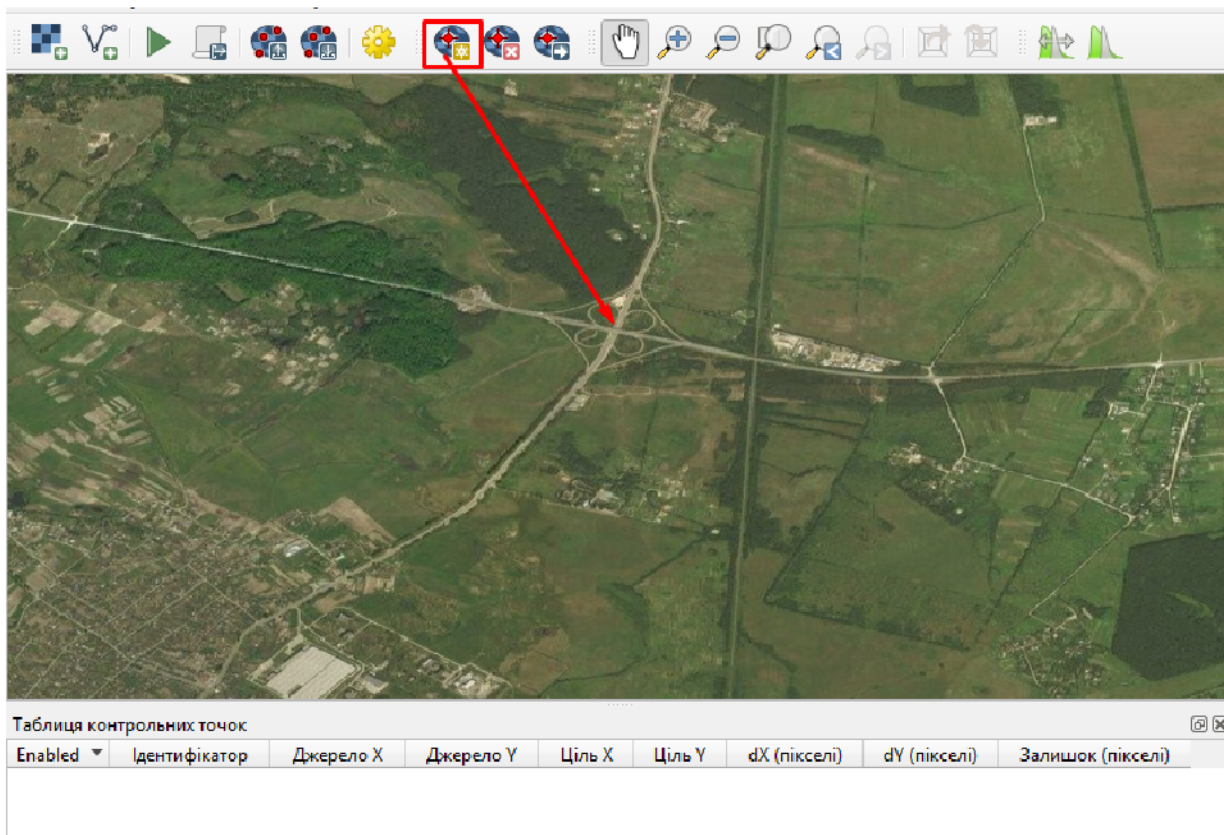 Таблиця контрольних точок
Enabled Ідентифікатор Джерело X Джерело Y Ціль X Ціль Y dX (пікселі) dY (пікселі) Залишок (пікселі)